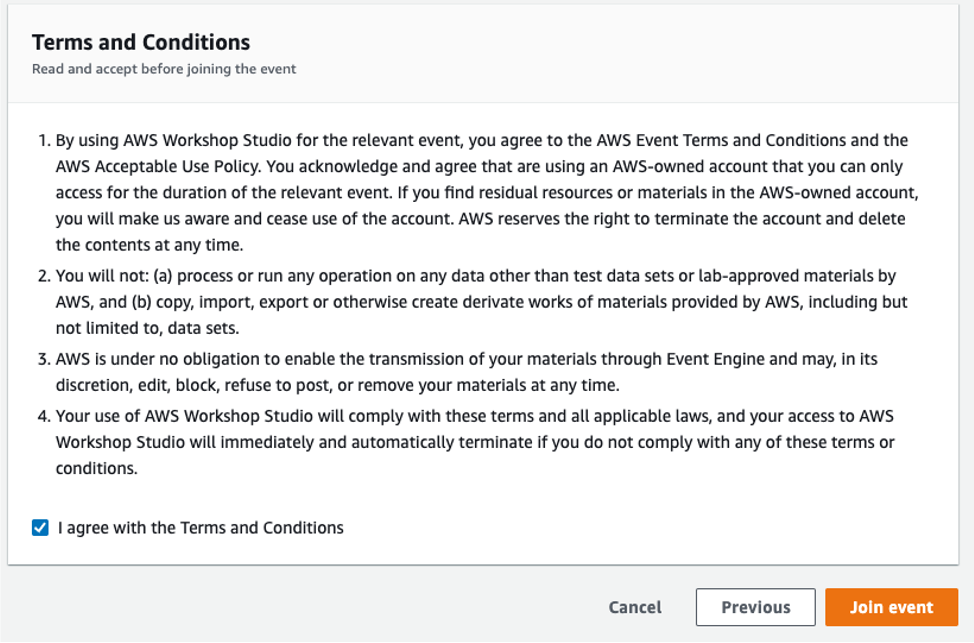 Terms and Conditions
Read and accept before joining the event
1. By using AWS Workshop Studio for the relevant event, you agree to the AWS Event Terms and Conditions and the
AWS Acceptable Use Policy. You acknowledge and agree that are using an AWS-owned account that you can only
access for the duration of the relevant event. If you find residual resources or materials in the AWS-owned account,
you will make us aware and cease use of the account. AWS reserves the right to terminate the account and delete
the contents at any time.
2. You will not: (a) process or run any operation on any data other than test data sets or lab-approved materials by
AWS, and (b) copy, import, export or otherwise create derivate works of materials provided by AWS, including but
not limited to, data sets.
3. AWS is under no obligation to enable the transmission of your materials through Event Engine and may, in its
discretion, edit, block, refuse to post, or remove your materials at any time.
4. Your use of AWS Workshop Studio will comply with these terms and all applicable laws, and your access to AWS
Workshop Studio will immediately and automatically terminate if you do not comply with any of these terms or
conditions.
I agree with the Terms and Conditions
Cancel
Previous
Join event